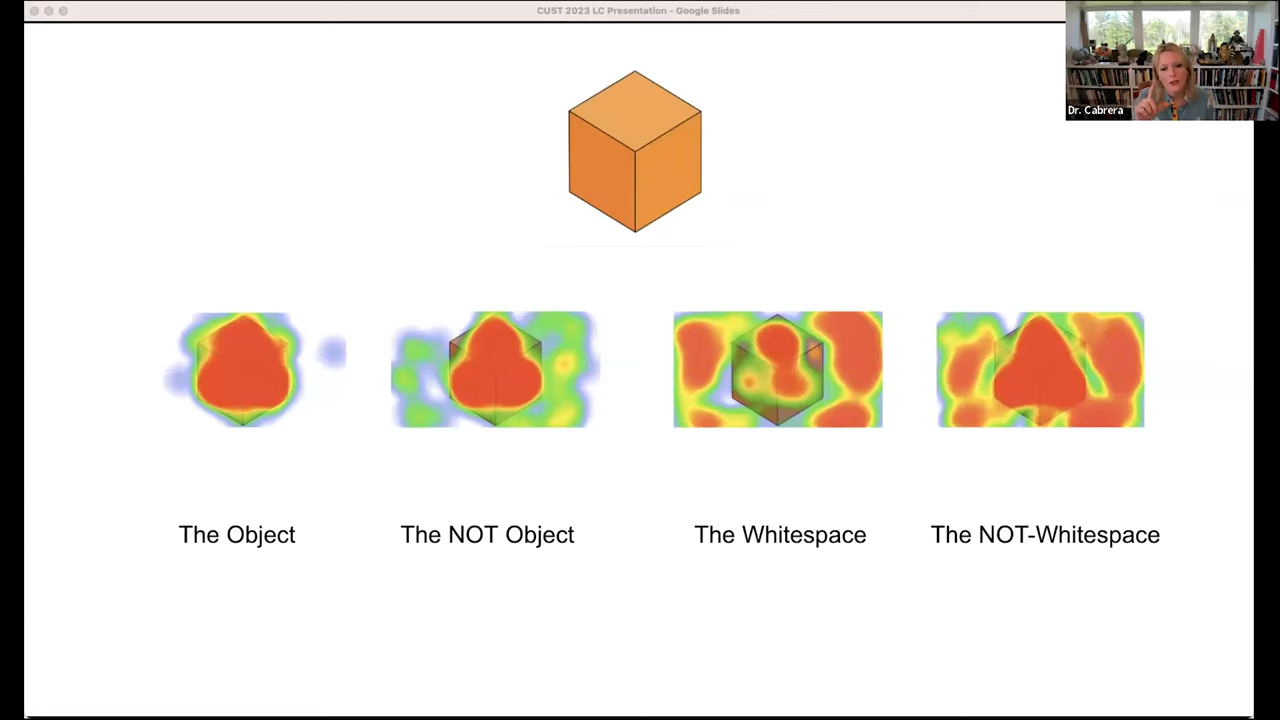 CUST 2023 LC Presentation - Google Slides
Dr. Cabrera
The Object
The NOT Object
The Whitespace
The NOT-Whitespace